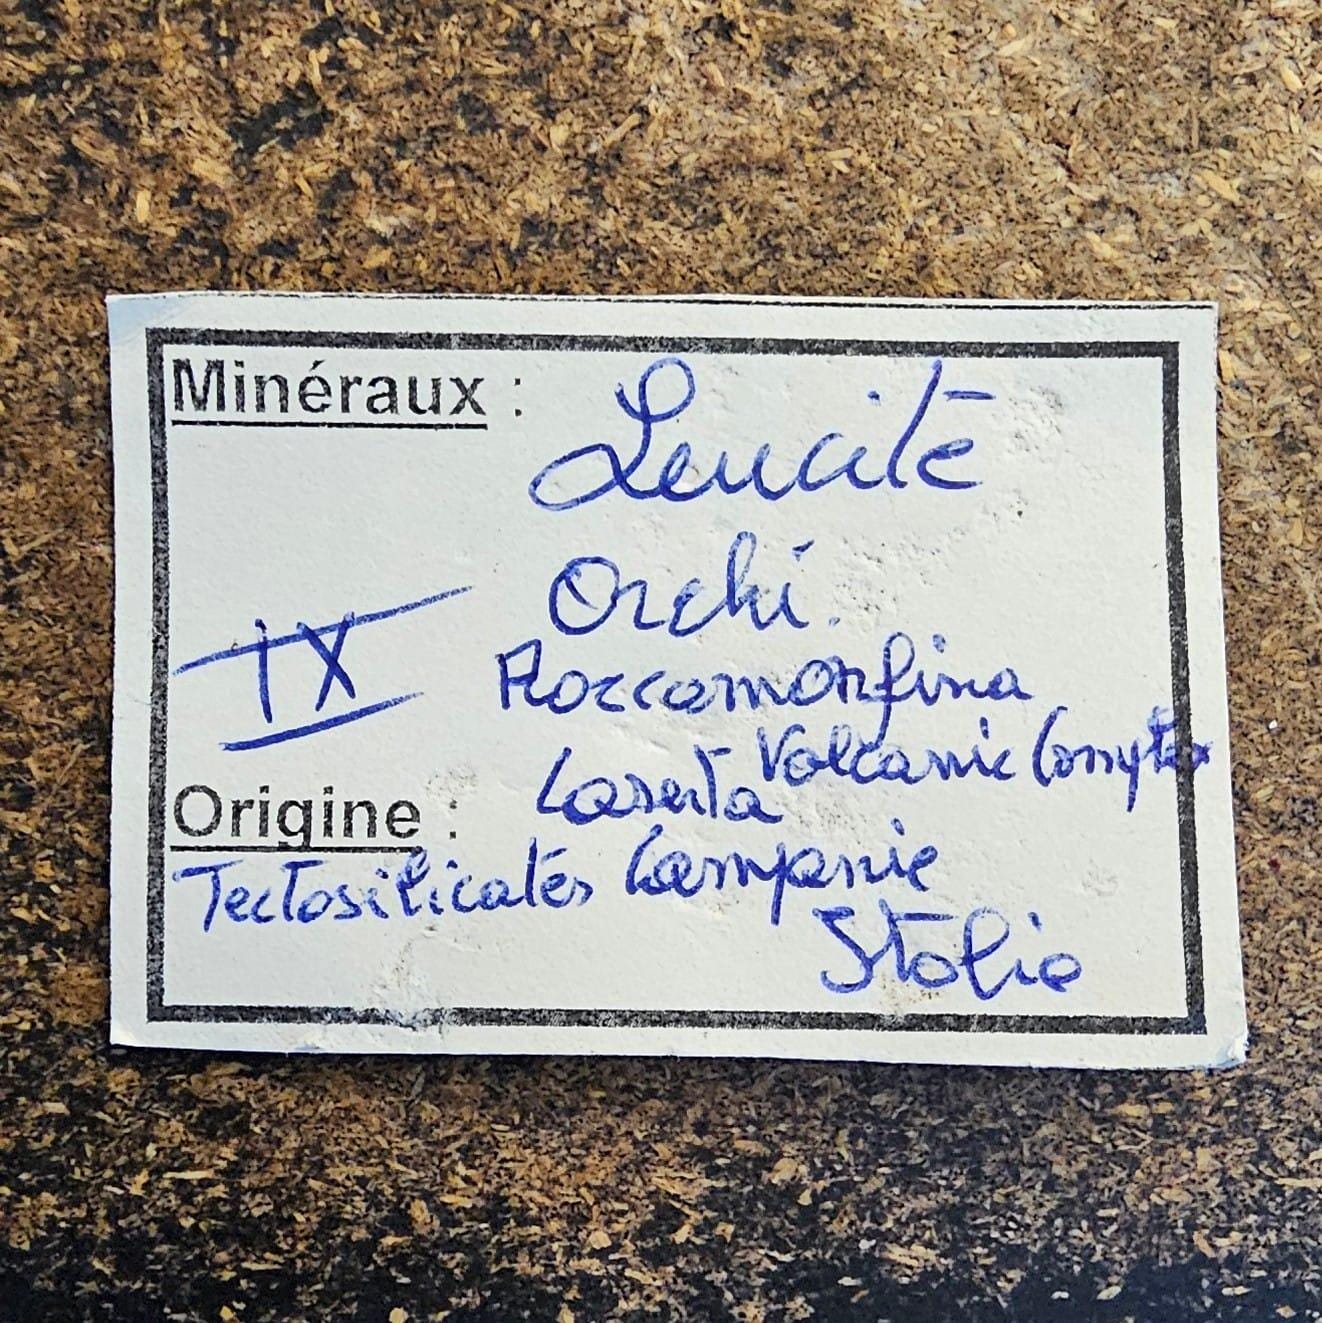 Minéraux :
Leucite
Orchi.
IX
Roccamonfina
Volcanic Complex
Caserta
Origine :
Tectosilicates Campanie
Italie